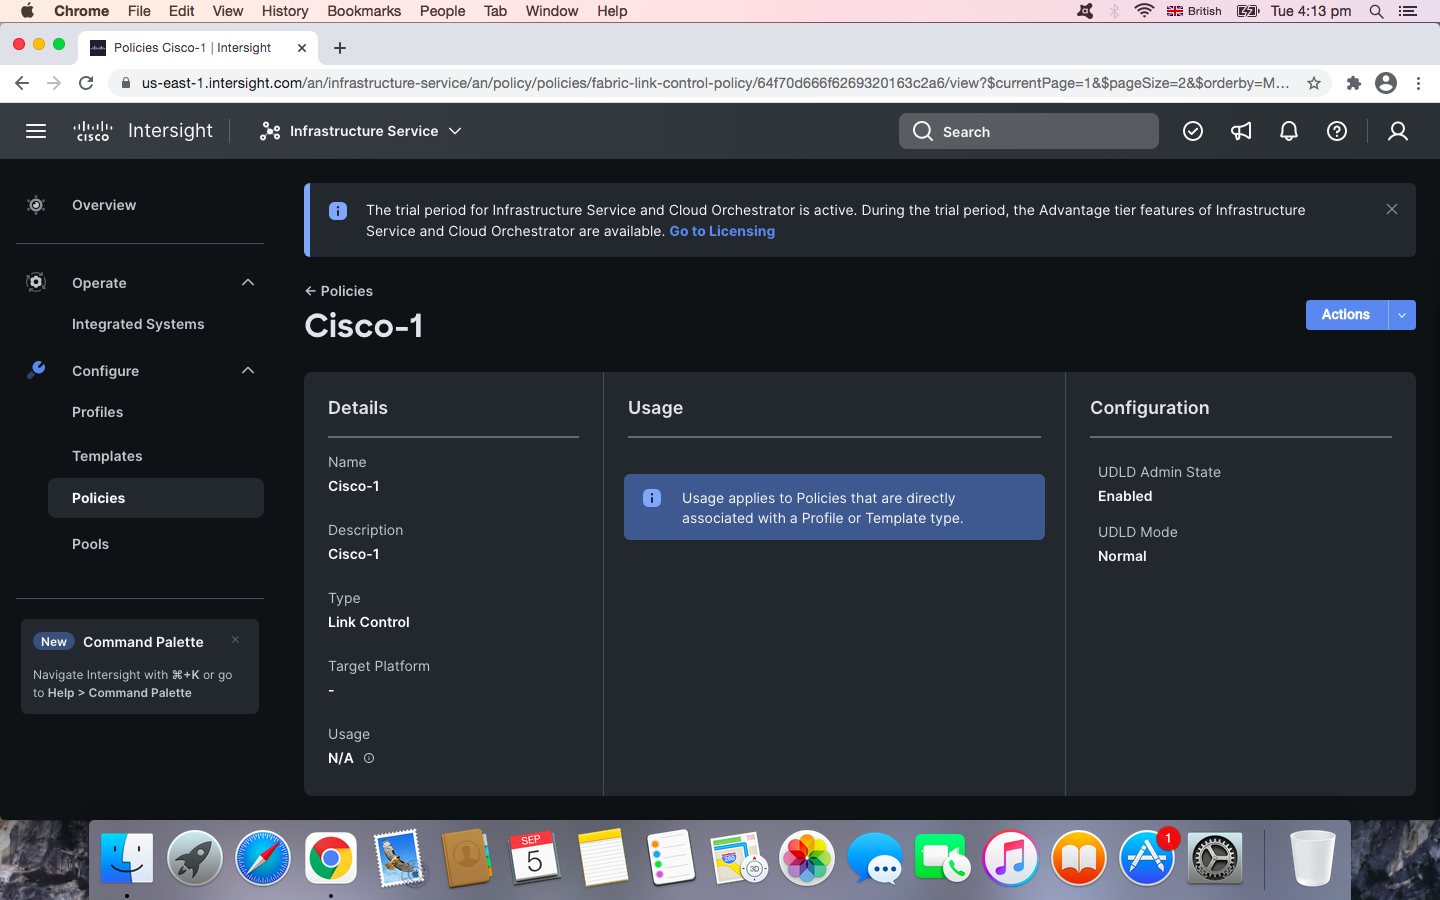 Chrome File Edit View History Bookmarks People Tab Window Help British Tue 4:13 pm
Policies Cisco-1 | Intersight
us-east-1.intersight.com/an/infrastructure-service/an/policy/policies/fabric-link-control-policy/64f70d666f6269320163c2a6/view?$currentPage=1&$pageSize=2&$orderby=M...
cisco Intersight Infrastructure Service Search
Overview
Operate
Integrated Systems
Configure
Profiles
Templates
Policies
Pools
New Command Palette
Navigate Intersight with ⌘+K or go
to Help > Command Palette
The trial period for Infrastructure Service and Cloud Orchestrator is active. During the trial period, the Advantage tier features of Infrastructure
Service and Cloud Orchestrator are available. Go to Licensing
← Policies
Cisco-1
Actions
Details
Name
Cisco-1
Description
Cisco-1
Type
Link Control
Target Platform
-
Usage
N/A
Usage
Usage applies to Policies that are directly
associated with a Profile or Template type.
Configuration
UDLD Admin State
Enabled
UDLD Mode
Normal
SEP
5
280
3D
1